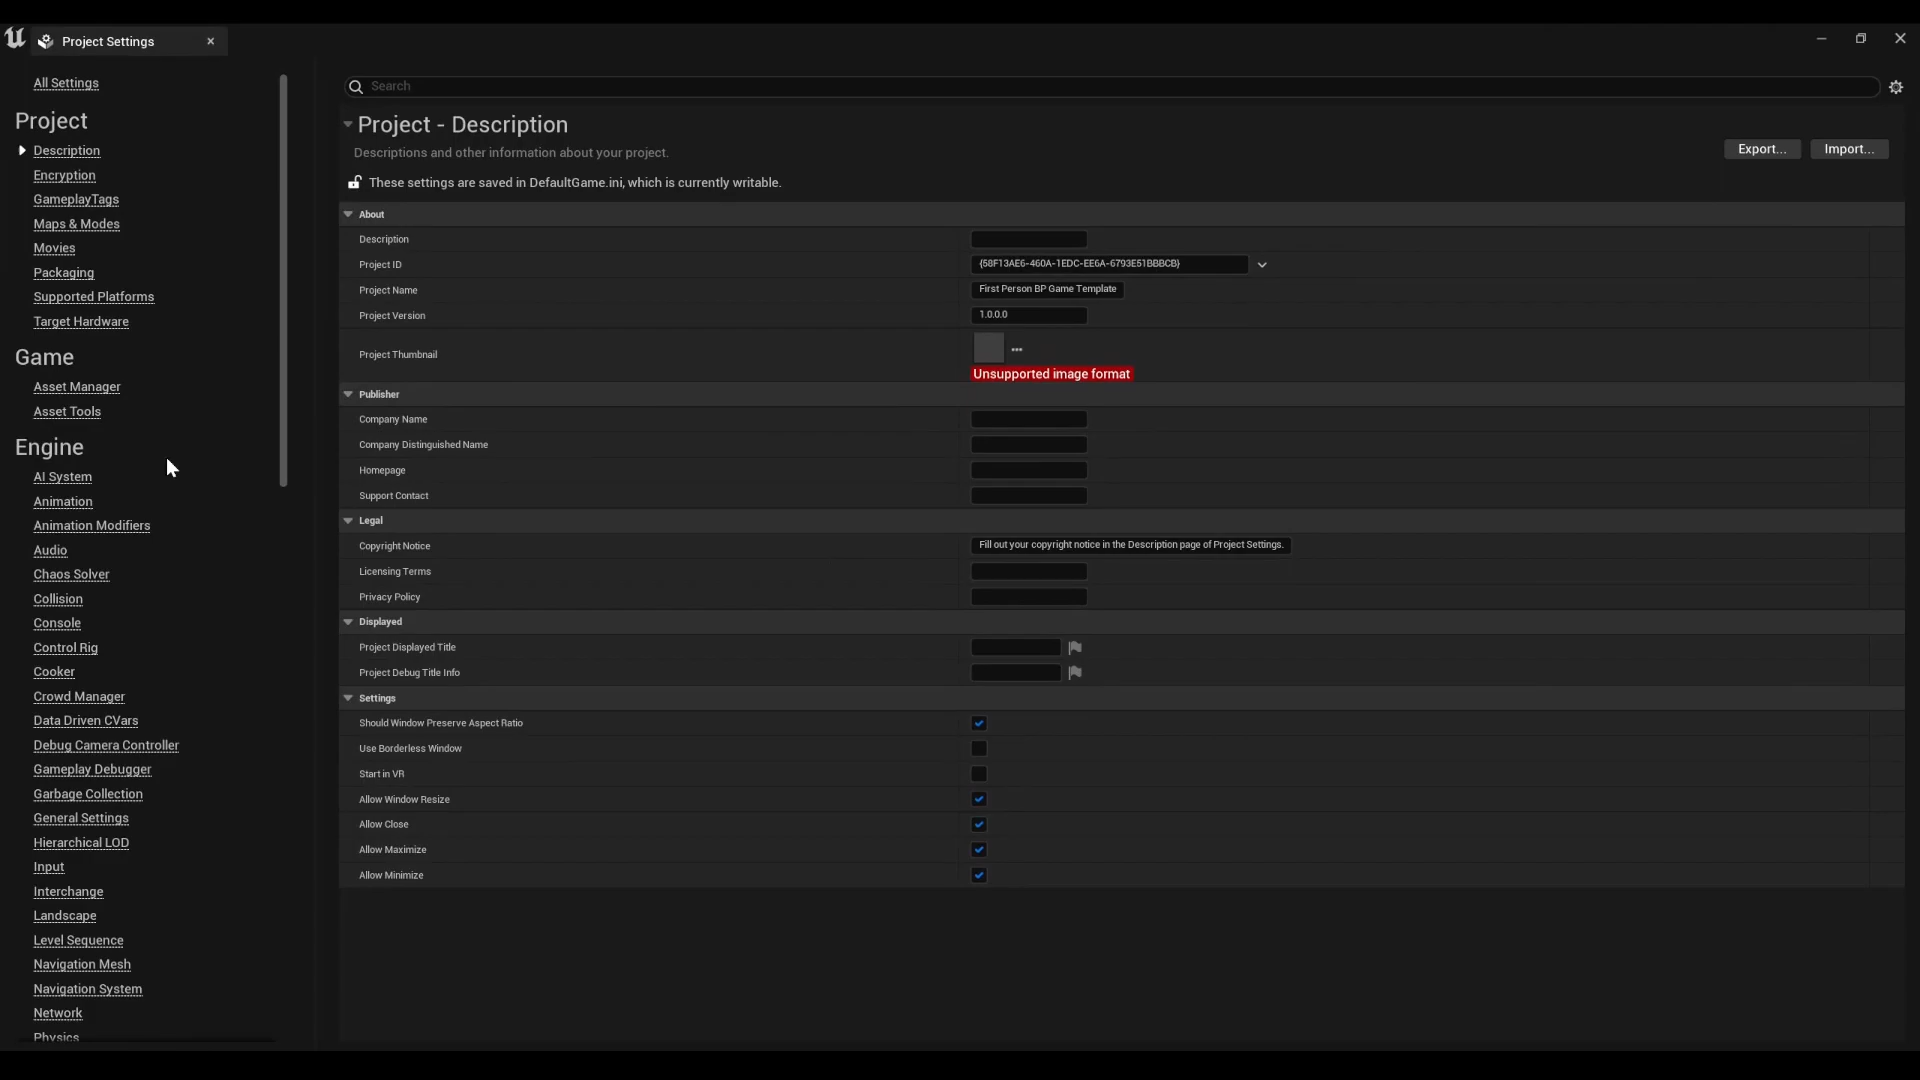 Project Settings
All Settings
Project
Description
Encryption
GameplayTags
Maps & Modes
Movies
Packaging
Supported Platforms
Target Hardware
Game
Asset Manager
Asset Tools
Engine
AI System
Animation
Animation Modifiers
Audio
Chaos Solver
Collision
Console
Control Rig
Cooker
Crowd Manager
Data Driven CVars
Debug Camera Controller
Gameplay Debugger
Garbage Collection
General Settings
Hierarchical LOD
Input
Interchange
Landscape
Level Sequence
Navigation Mesh
Navigation System
Network
Physics
Search
Project - Description
Descriptions and other information about your project.
Export...
Import...
These settings are saved in DefaultGame.ini, which is currently writable.
About
Description
Project ID
{58F13AE6-460A-1EDC-EE6A-6793E51BBBCB}
Project Name
First Person BP Game Template
Project Version
1.0.0.0
Project Thumbnail
Unsupported image format
Publisher
Company Name
Company Distinguished Name
Homepage
Support Contact
Legal
Copyright Notice
Fill out your copyright notice in the Description page of Project Settings.
Licensing Terms
Privacy Policy
Displayed
Project Displayed Title
Project Debug Title Info
Settings
Should Window Preserve Aspect Ratio
Use Borderless Window
Start in VR
Allow Window Resize
Allow Close
Allow Maximize
Allow Minimize